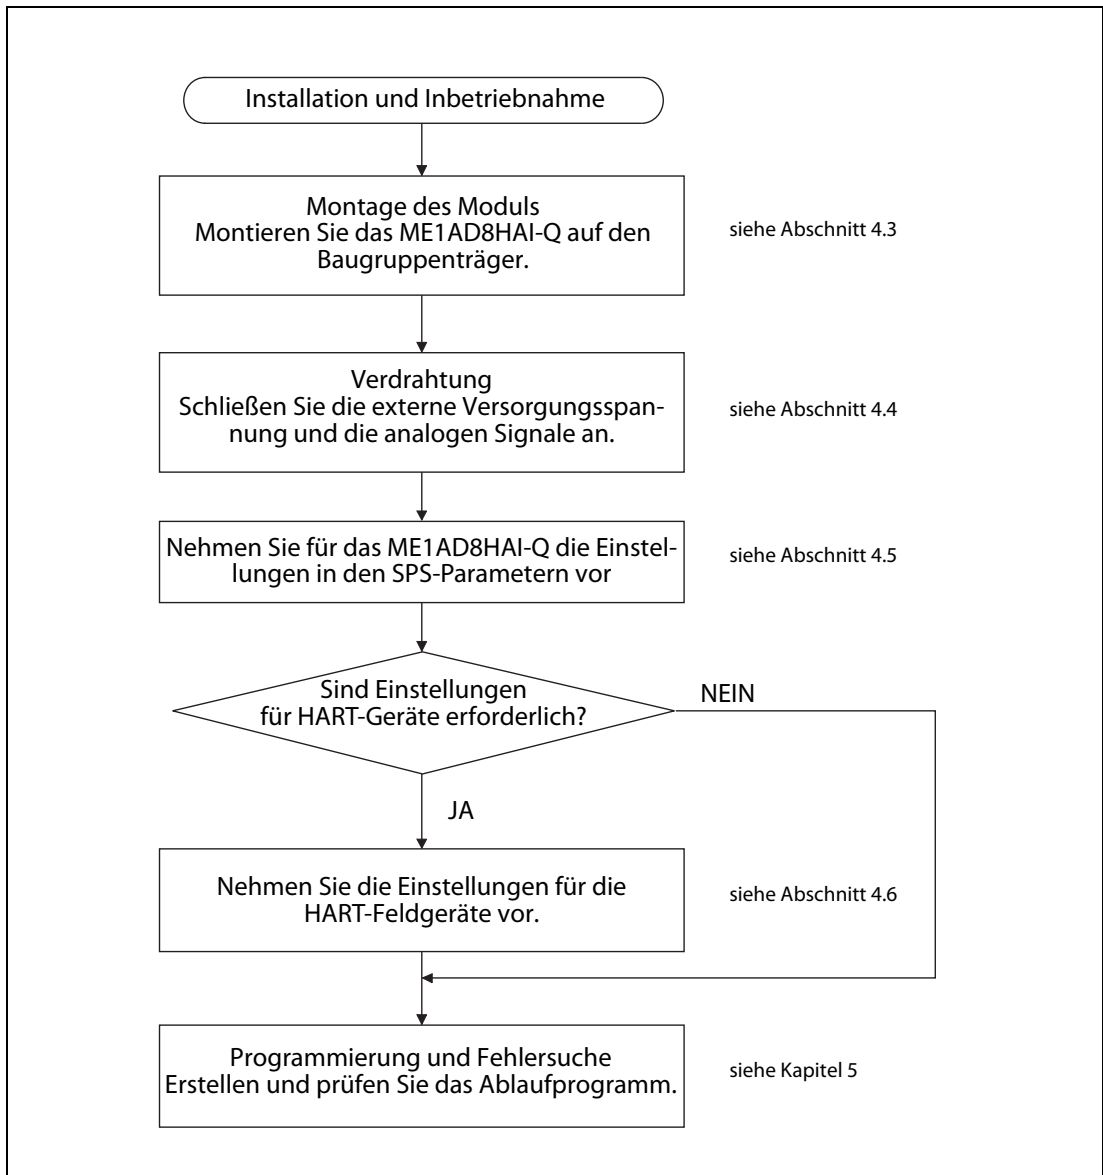 Installation und Inbetriebnahme
Montage des Moduls
Montieren Sie das ME1AD8HAI-Q auf den
Baugruppenträger.
siehe Abschnitt 4.3
Verdrahtung
Schließen Sie die externe Versorgungsspan-
nung und die analogen Signale an.
siehe Abschnitt 4.4
Nehmen Sie für das ME1AD8HAI-Q die Einstel-
lungen in den SPS-Parametern vor
siehe Abschnitt 4.5
Sind Einstellungen
für HART-Geräte erforderlich?
NEIN
JA
Nehmen Sie die Einstellungen für die
HART-Feldgeräte vor.
siehe Abschnitt 4.6
Programmierung und Fehlersuche
Erstellen und prüfen Sie das Ablaufprogramm.
siehe Kapitel 5